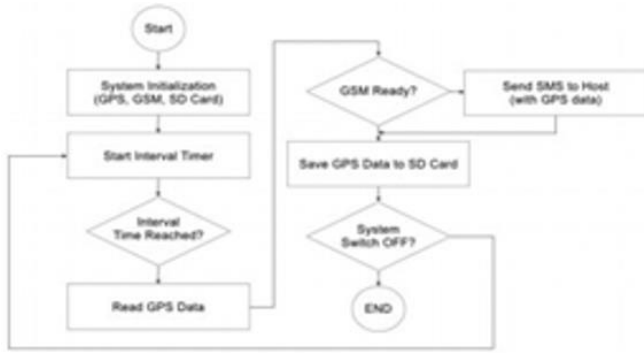 Start
System Initialization
(GPS, GSM, SD Card)
Start Interval Timer
Interval
Time Reached?
Read GPS Data
GSM Ready?
Send SMS to Host
(with GPS data)
Save GPS Data to SD Card
System
Switch OFF?
END